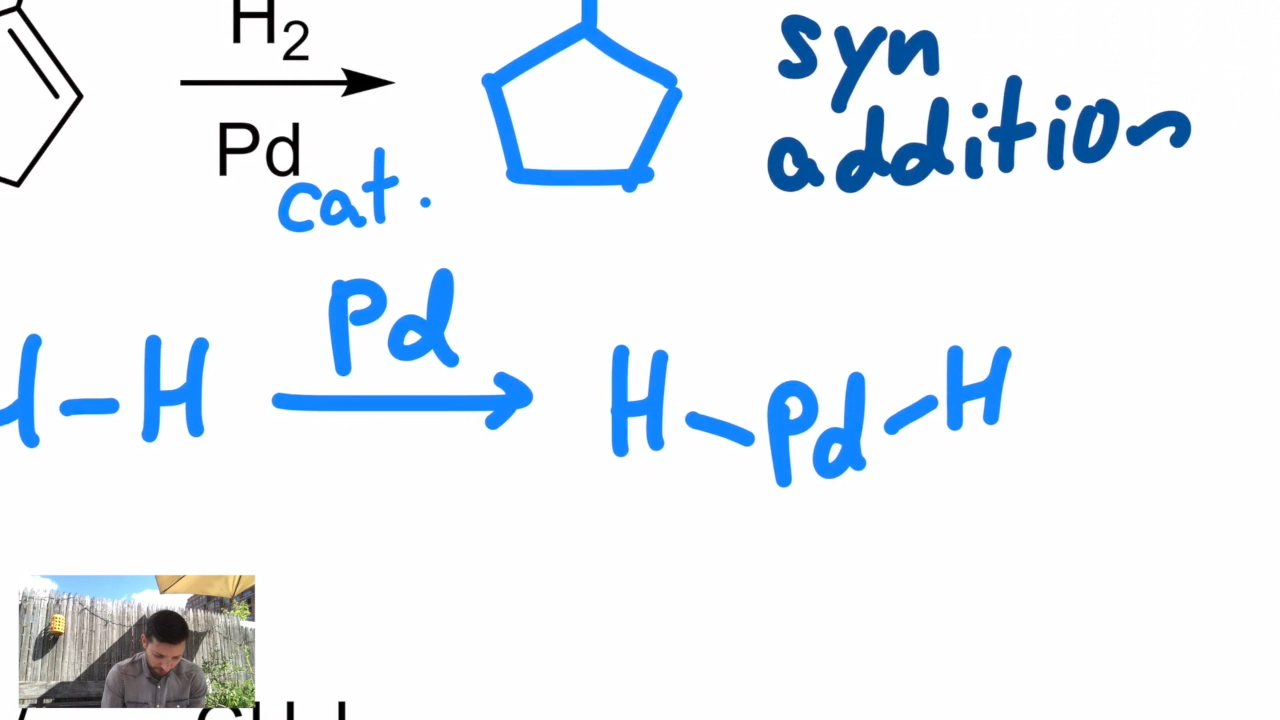 H2
Pd
cat.
syn
addition
Pd
H-Pd-H
-H